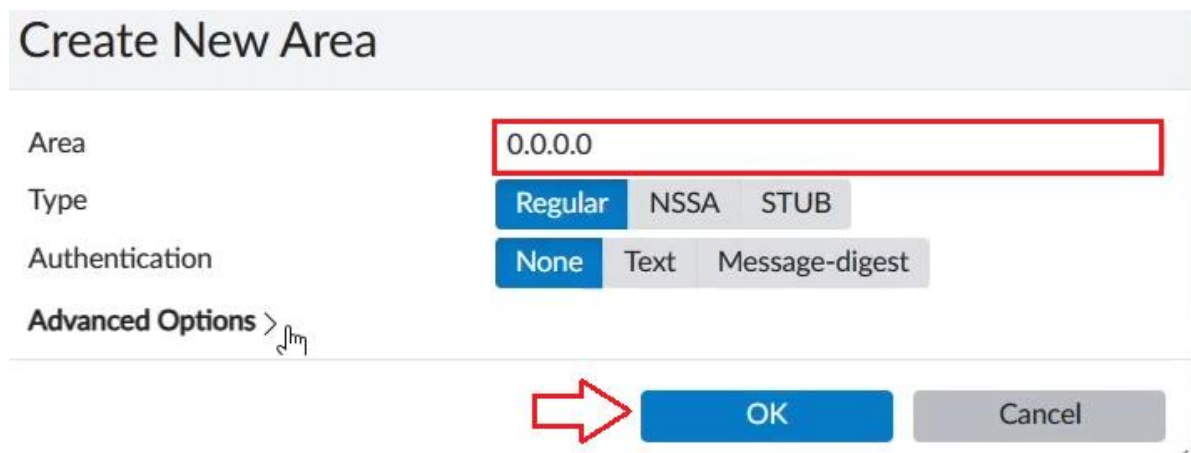 Create New Area
Area 0.0.0.0
Type Regular NSSA STUB
Authentication None Text Message-digest
Advanced Options >
OK Cancel